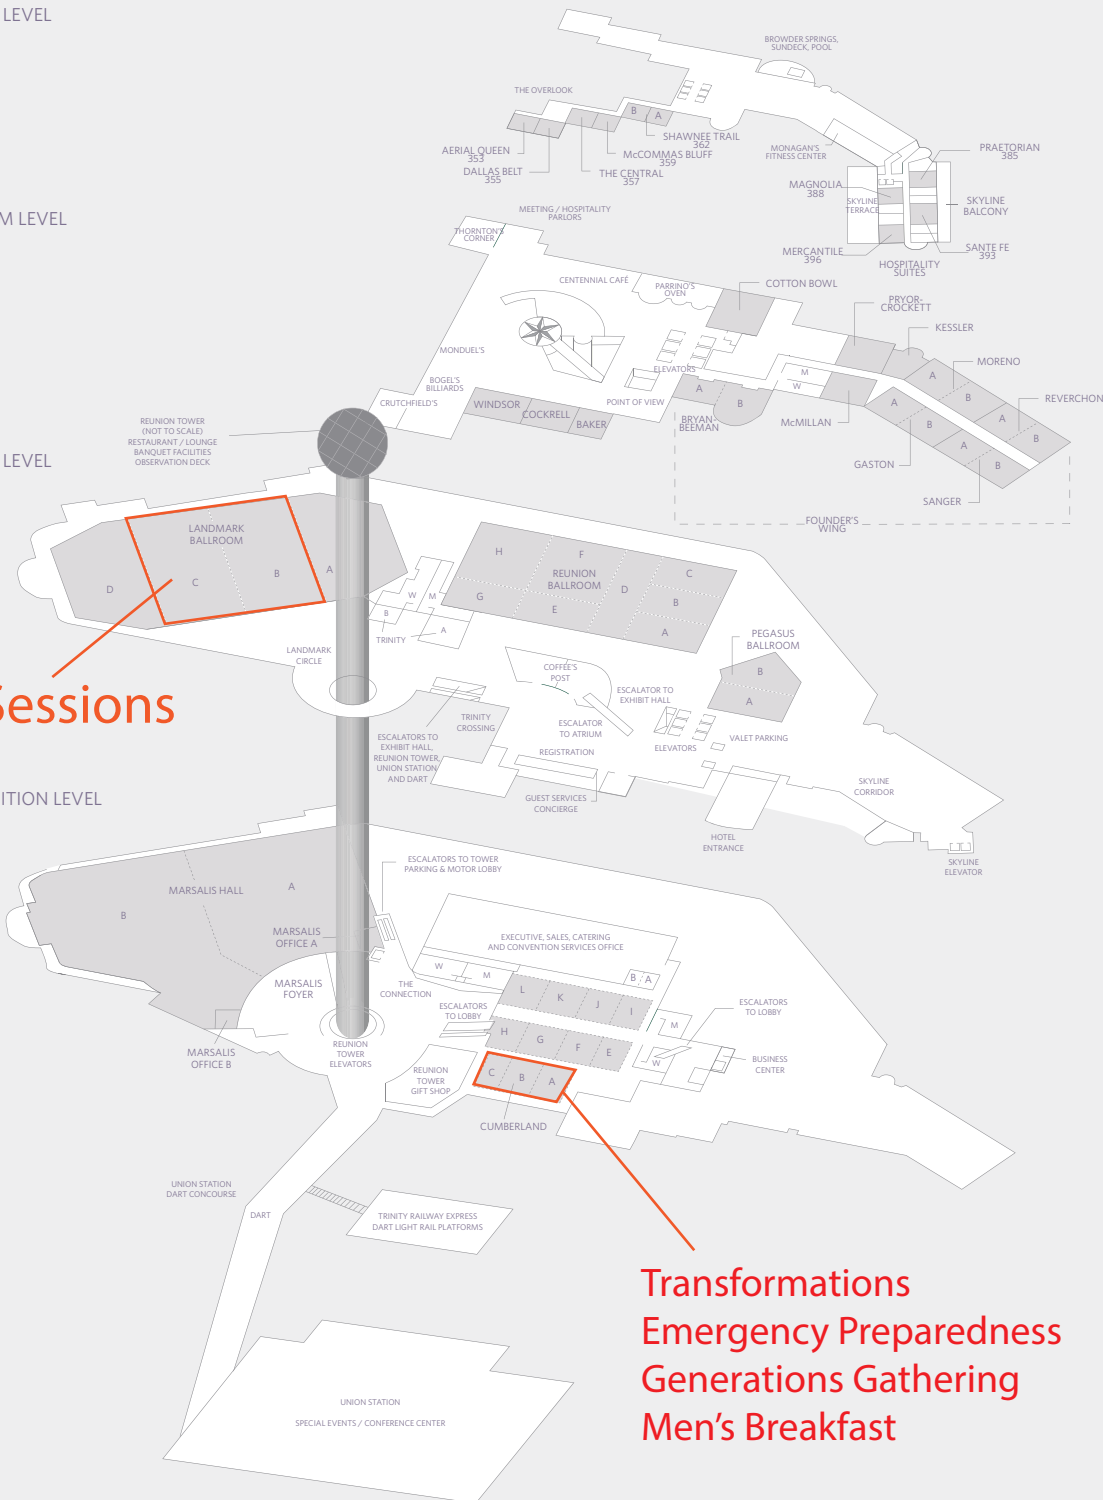 LEVEL
BROWDER SPRINGS,
SUNDECK, POOL
THE OVERLOOK
B
A
SHAWNEE TRAIL
362
AERIAL QUEEN
353
McCOMMAS BLUFF
359
DALLAS BELT
355
THE CENTRAL
357
MONAGAN'S
FITNESS CENTER
PRAETORIAN
385
MAGNOLIA
388
SKYLINE
TERRACE
SKYLINE
BALCONY
MERCANTILE
396
SANTE FE
393
HOSPITALITY
SUITES
M LEVEL
MEETING / HOSPITALITY
PARLORS
THORNTON'S
CORNER
CENTENNIAL CAFÉ
PARRINO'S
OVEN
COTTON BOWL
PRYOR-
CROCKETT
KESSLER
MONDUEL'S
ELEVATORS
M
W
A
MORENO
B
BOGEL'S
BILLIARDS
CRUTCHFIELD'S
WINDSOR
COCKRELL
BAKER
POINT OF VIEW
A
B
BRYAN-
BEEMAN
McMILLAN
A
B
A
B
REVERCHON
A
B
GASTON
SANGER
FOUNDER'S
WING
REUNION TOWER
(NOT TO SCALE)
RESTAURANT / LOUNGE
BANQUET FACILITIES
OBSERVATION DECK
LEVEL
LANDMARK
BALLROOM
D
C
B
A
H
F
C
REUNION
BALLROOM
G
E
D
B
A
W
M
B
A
TRINITY
LANDMARK
CIRCLE
PEGASUS
BALLROOM
B
A
COFFEE'S
POST
ESCALATOR TO
EXHIBIT HALL
Sessions
TRINITY
CROSSING
ESCALATOR
TO ATRIUM
ESCALATORS TO
EXHIBIT HALL,
REUNION TOWER,
UNION STATION
AND DART
REGISTRATION
ELEVATORS
VALET PARKING
GUEST SERVICES
CONCIERGE
SKYLINE
CORRIDOR
HOTEL
ENTRANCE
SKYLINE
ELEVATOR
ITION LEVEL
ESCALATORS TO TOWER
PARKING & MOTOR LOBBY
MARSALIS HALL
A
B
MARSALIS
OFFICE A
EXECUTIVE, SALES, CATERING
AND CONVENTION SERVICES OFFICE
MARSALIS
FOYER
THE
CONNECTION
W
M
B A
L
K
J
I
ESCALATORS
TO LOBBY
ESCALATORS
TO LOBBY
H
G
F
E
M
W
MARSALIS
OFFICE B
REUNION
TOWER
ELEVATORS
REUNION
TOWER
GIFT SHOP
C
B
A
BUSINESS
CENTER
CUMBERLAND
UNION STATION
DART CONCOURSE
DART
TRINITY RAILWAY EXPRESS
DART LIGHT RAIL PLATFORMS
Transformations
Emergency Preparedness
Generations Gathering
Men's Breakfast
UNION STATION
SPECIAL EVENTS / CONFERENCE CENTER